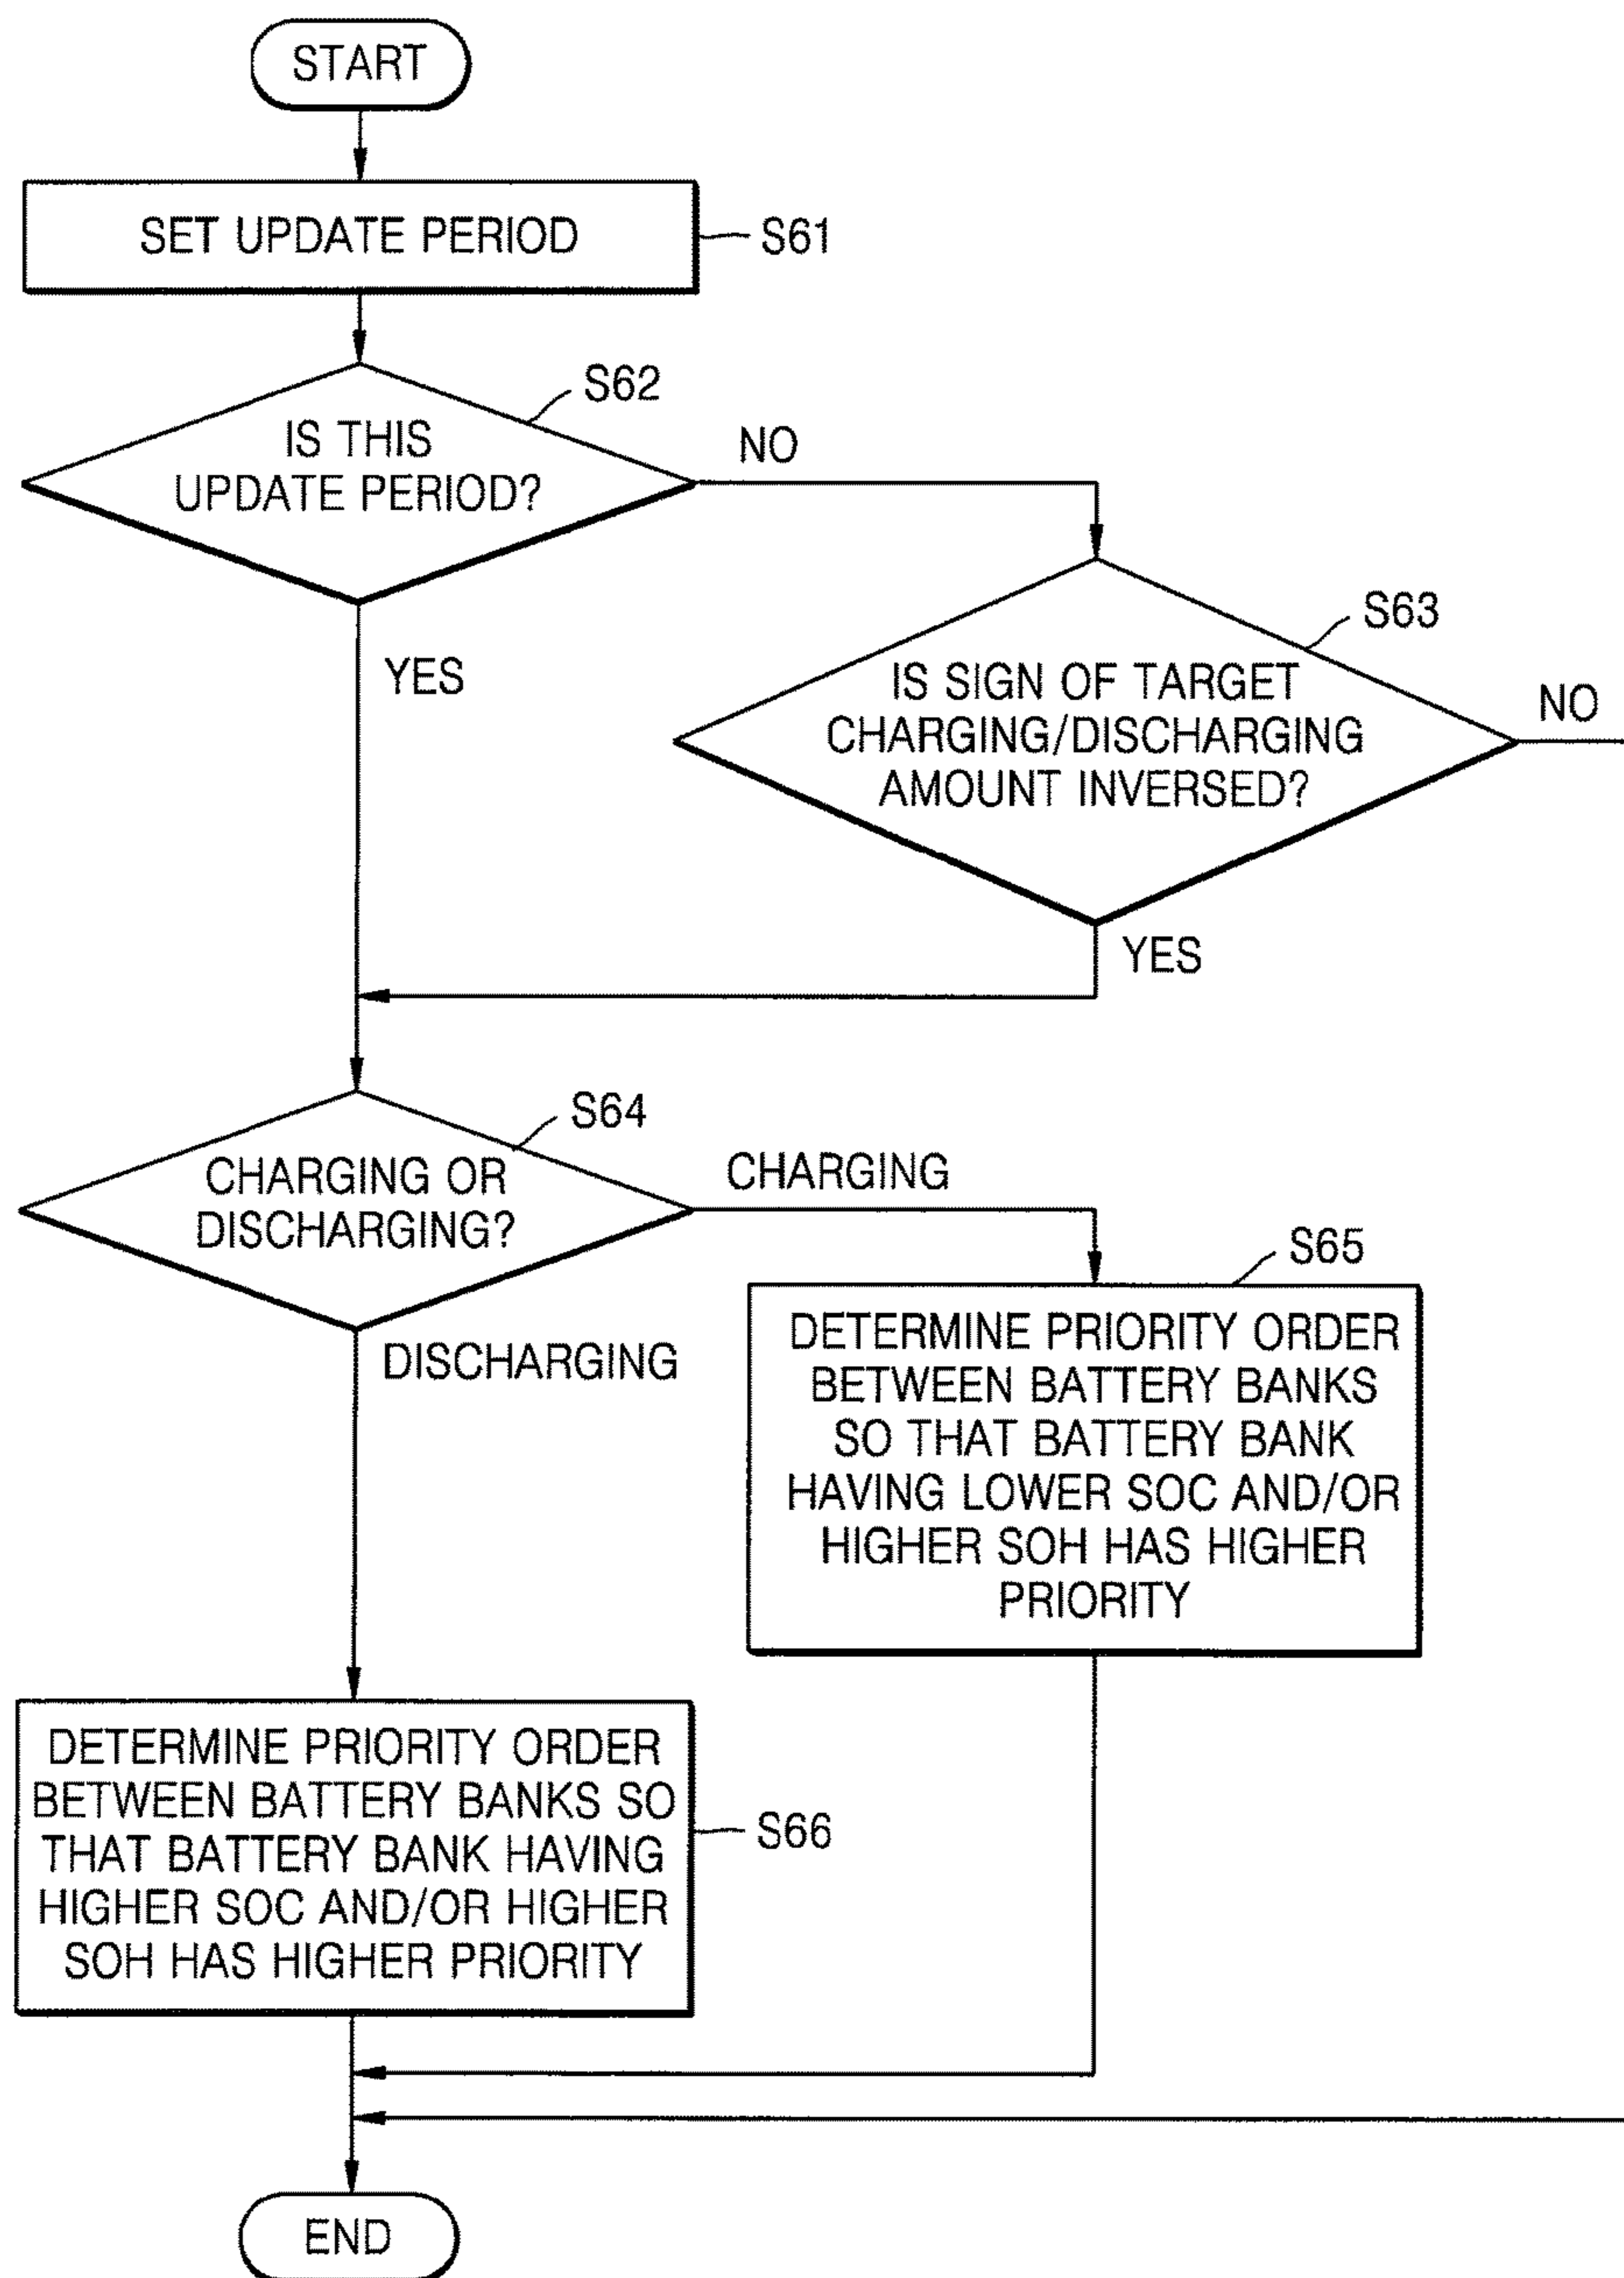 START
SET UPDATE PERIOD
S61
S62
IS THIS
UPDATE PERIOD?
NO
YES
S63
IS SIGN OF TARGET
CHARGING/DISCHARGING
AMOUNT INVERSED?
NO
YES
S64
CHARGING OR
DISCHARGING?
CHARGING
DISCHARGING
S65
DETERMINE PRIORITY ORDER
BETWEEN BATTERY BANKS
SO THAT BATTERY BANK
HAVING LOWER SOC AND/OR
HIGHER SOH HAS HIGHER
PRIORITY
DETERMINE PRIORITY ORDER
BETWEEN BATTERY BANKS SO
THAT BATTERY BANK HAVING
HIGHER SOC AND/OR HIGHER
SOH HAS HIGHER PRIORITY
S66
END